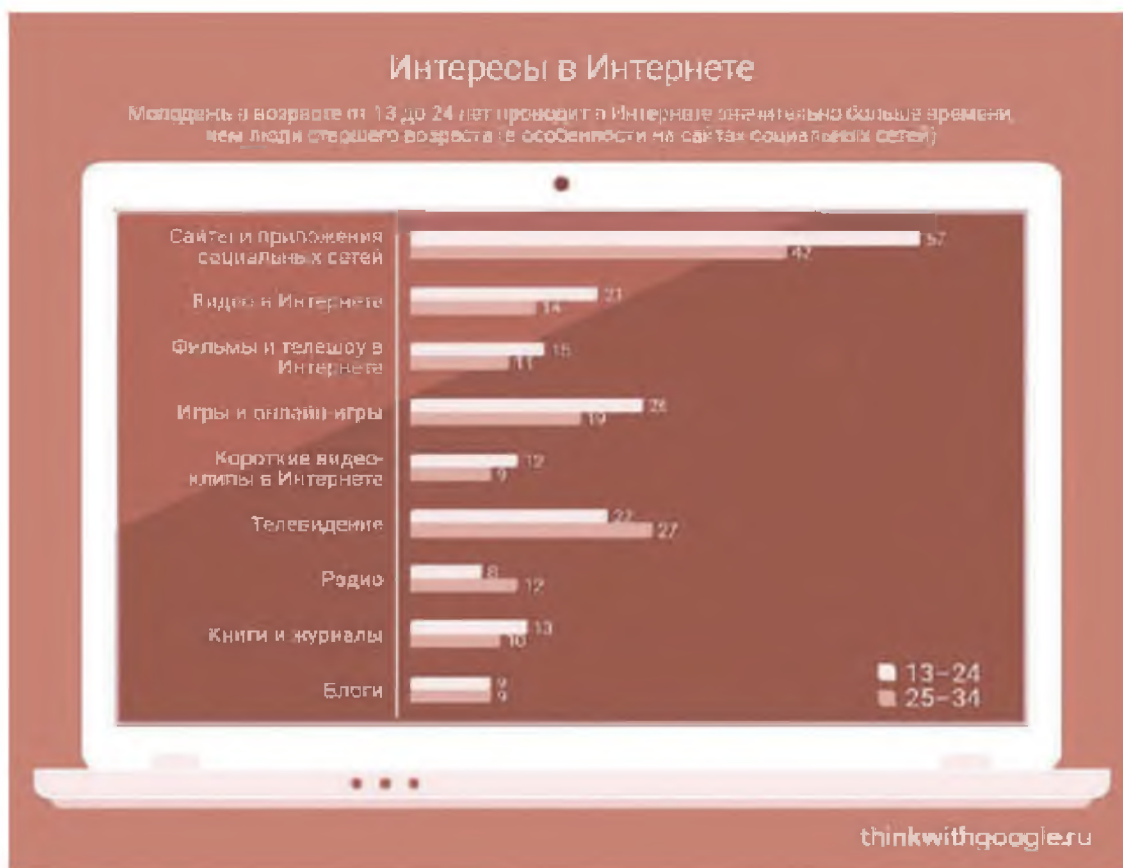 Интересы в Интернете
Молодежь в возрасте от 13 до 24 лет проводит в Интернете значительно больше времени,
чем люди старшего возраста (в особенности на сайтах социальных сетей)
Сайты и приложения
социальных сетей
57
42
Видео в Интернете
21
14
Фильмы и телешоу в
Интернете
15
11
Игры и онлайн-игры
26
19
Короткие видео-
клипы в Интернете
12
9
Телевидение
22
27
Радио
8
12
Книги и журналы
13
10
Блоги
9
9
13–24
25–34
thinkwithgoogle.ru